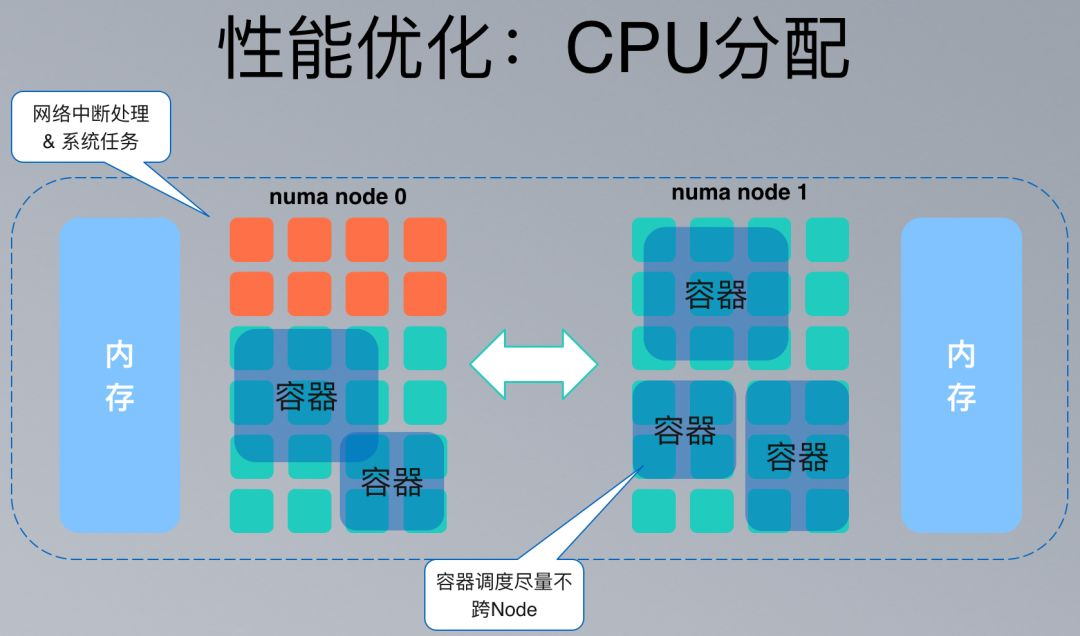 性能优化：CPU分配
网络中断处理
& 系统任务
numa node 0
numa node 1
内
存
容器
容器
容器
容器
容器
内
存
容器调度尽量不
跨Node